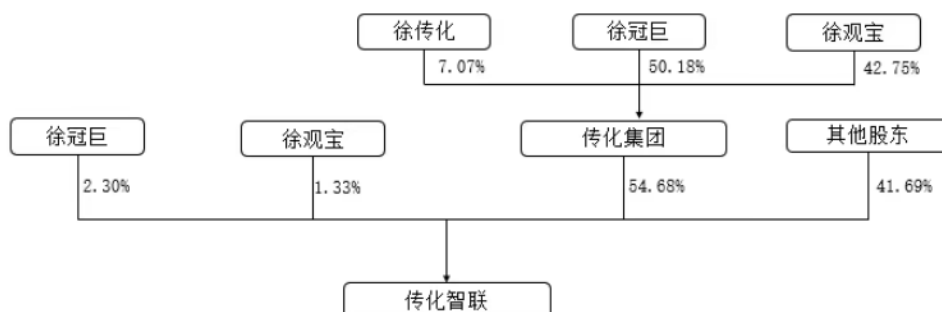 徐传化 徐冠巨 徐观宝
7.07% 50.18% 42.75%
徐冠巨 徐观宝 传化集团 其他股东
2.30% 1.33% 54.68% 41.69%
传化智联